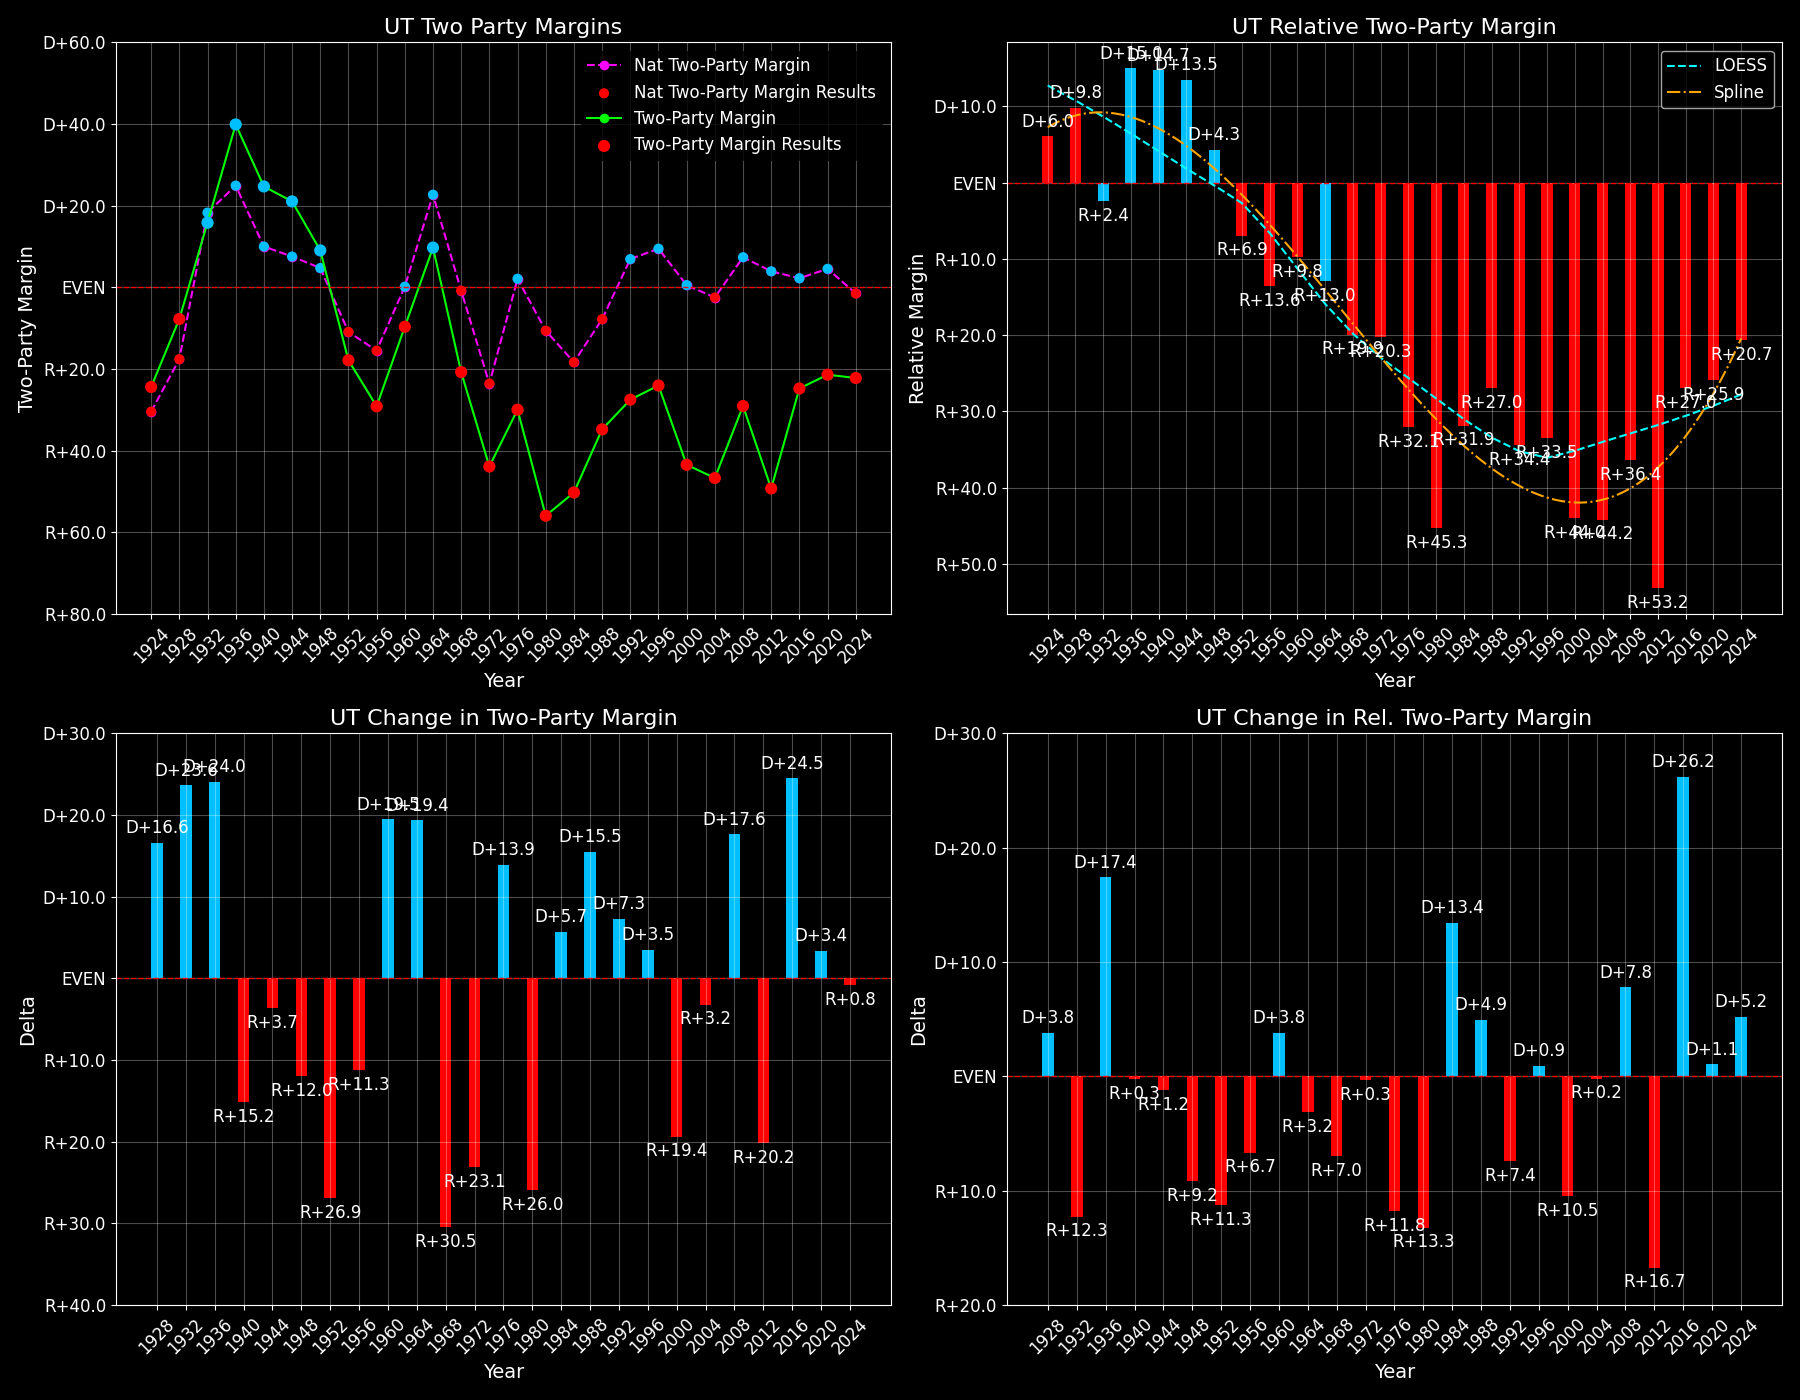 UT Two Party Margins
D+60.0
D+40.0
D+20.0
EVEN
R+20.0
R+40.0
R+60.0
R+80.0
Two-Party Margin
Nat Two-Party Margin
Nat Two-Party Margin Results
Two-Party Margin
Two-Party Margin Results
1924 1928 1932 1936 1940 1944 1948 1952 1956 1960 1964 1968 1972 1976 1980 1984 1988 1992 1996 2000 2004 2008 2012 2016 2020 2024
Year
UT Relative Two-Party Margin
D+10.0
EVEN
R+10.0
R+20.0
R+30.0
R+40.0
R+50.0
Relative Margin
LOESS
Spline
D+6.0
D+9.8
R+2.4
D+15.0
D+14.7
D+13.5
D+4.3
R+6.9
R+13.6
R+9.8
R+13.0
R+19.9
R+20.3
R+32.1
R+45.3
R+31.9
R+27.0
R+34.4
R+33.5
R+44.0
R+44.2
R+36.4
R+53.2
R+27.0
R+25.9
R+20.7
1924 1928 1932 1936 1940 1944 1948 1952 1956 1960 1964 1968 1972 1976 1980 1984 1988 1992 1996 2000 2004 2008 2012 2016 2020 2024
Year
UT Change in Two-Party Margin
D+30.0
D+20.0
D+10.0
EVEN
R+10.0
R+20.0
R+30.0
R+40.0
Delta
D+16.6
D+23.6
D+24.0
R+15.2
R+3.7
R+12.0
R+26.9
R+11.3
D+19.5
D+19.4
R+30.5
R+23.1
D+13.9
R+26.0
D+5.7
D+15.5
D+7.3
D+3.5
R+19.4
R+3.2
D+17.6
R+20.2
D+24.5
D+3.4
R+0.8
1928 1932 1936 1940 1944 1948 1952 1956 1960 1964 1968 1972 1976 1980 1984 1988 1992 1996 2000 2004 2008 2012 2016 2020 2024
Year
UT Change in Rel. Two-Party Margin
D+30.0
D+20.0
D+10.0
EVEN
R+10.0
R+20.0
Delta
D+3.8
R+12.3
D+17.4
R+0.3
R+1.2
R+9.2
R+11.3
R+6.7
D+3.8
R+3.2
R+7.0
R+0.3
R+11.8
R+13.3
D+13.4
D+4.9
R+7.4
D+0.9
R+10.5
R+0.2
D+7.8
R+16.7
D+26.2
D+1.1
D+5.2
1928 1932 1936 1940 1944 1948 1952 1956 1960 1964 1968 1972 1976 1980 1984 1988 1992 1996 2000 2004 2008 2012 2016 2020 2024
Year